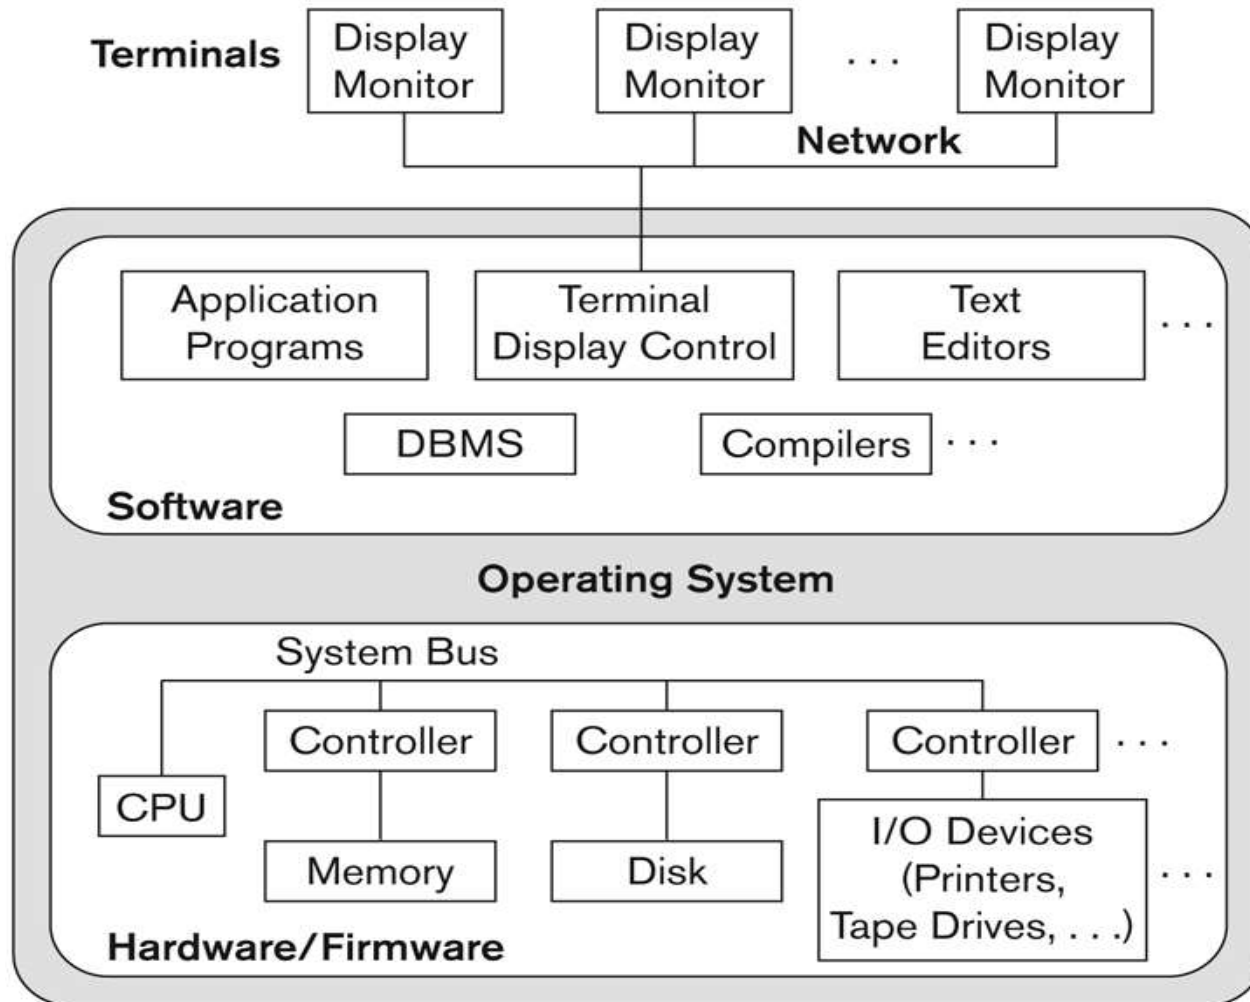 Terminals
Display
Monitor
Display
Monitor
. . .
Display
Monitor
Network
Application
Programs
Terminal
Display Control
Text
Editors
. . .
DBMS
Compilers
. . .
Software
Operating System
System Bus
Controller
Controller
Controller
. . .
CPU
Memory
Disk
I/O Devices
(Printers,
Tape Drives, . . .)
. . .
Hardware/Firmware